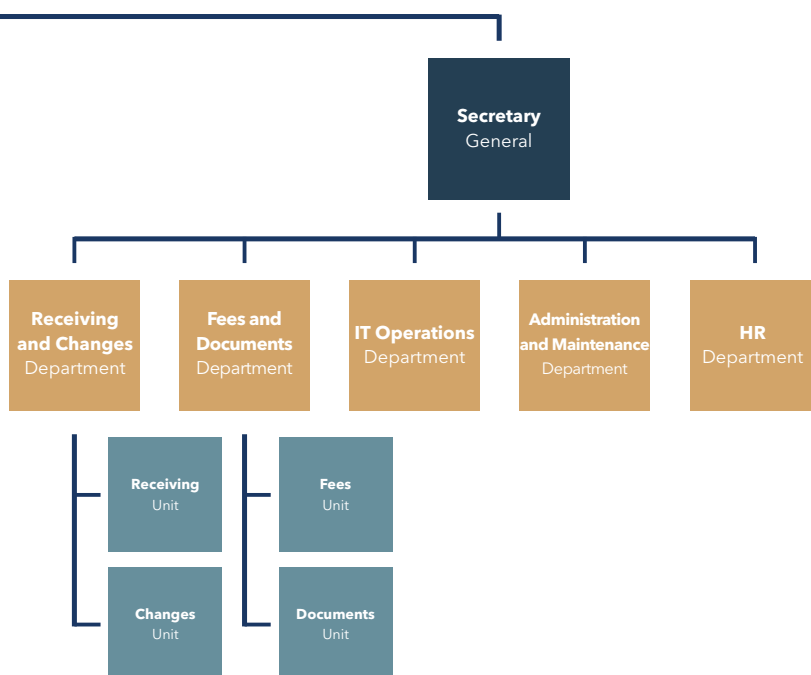 Secretary
General
Receiving
and Changes
Department
Fees and
Documents
Department
IT Operations
Department
Administration
and Maintenance
Department
HR
Department
Receiving
Unit
Fees
Unit
Changes
Unit
Documents
Unit